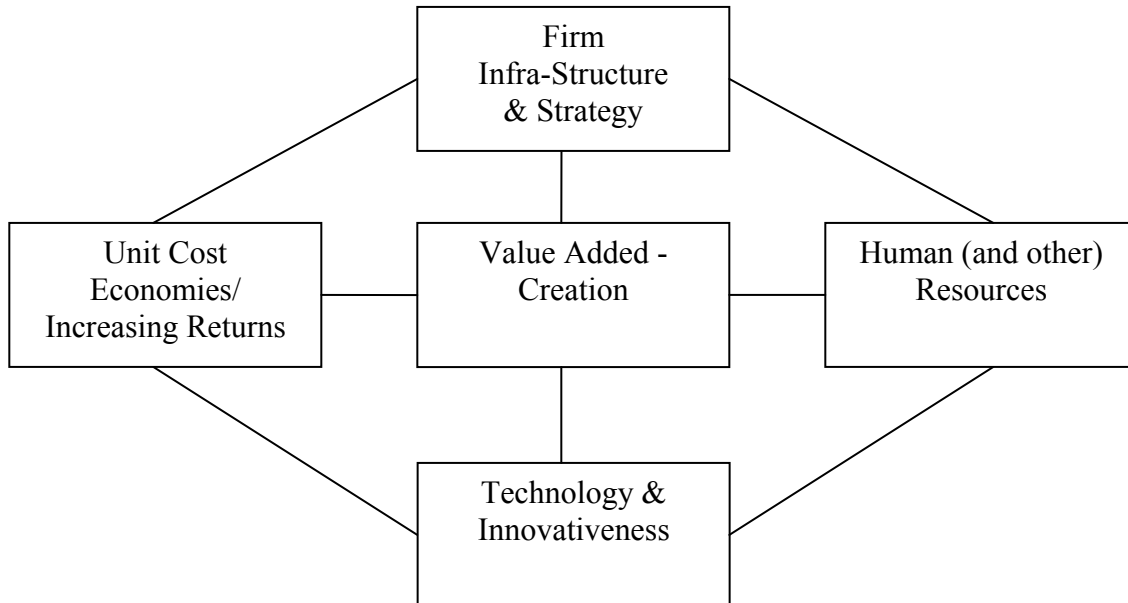 Firm
Infra-Structure
& Strategy
Unit Cost
Economies/
Increasing Returns
Value Added -
Creation
Human (and other)
Resources
Technology &
Innovativeness